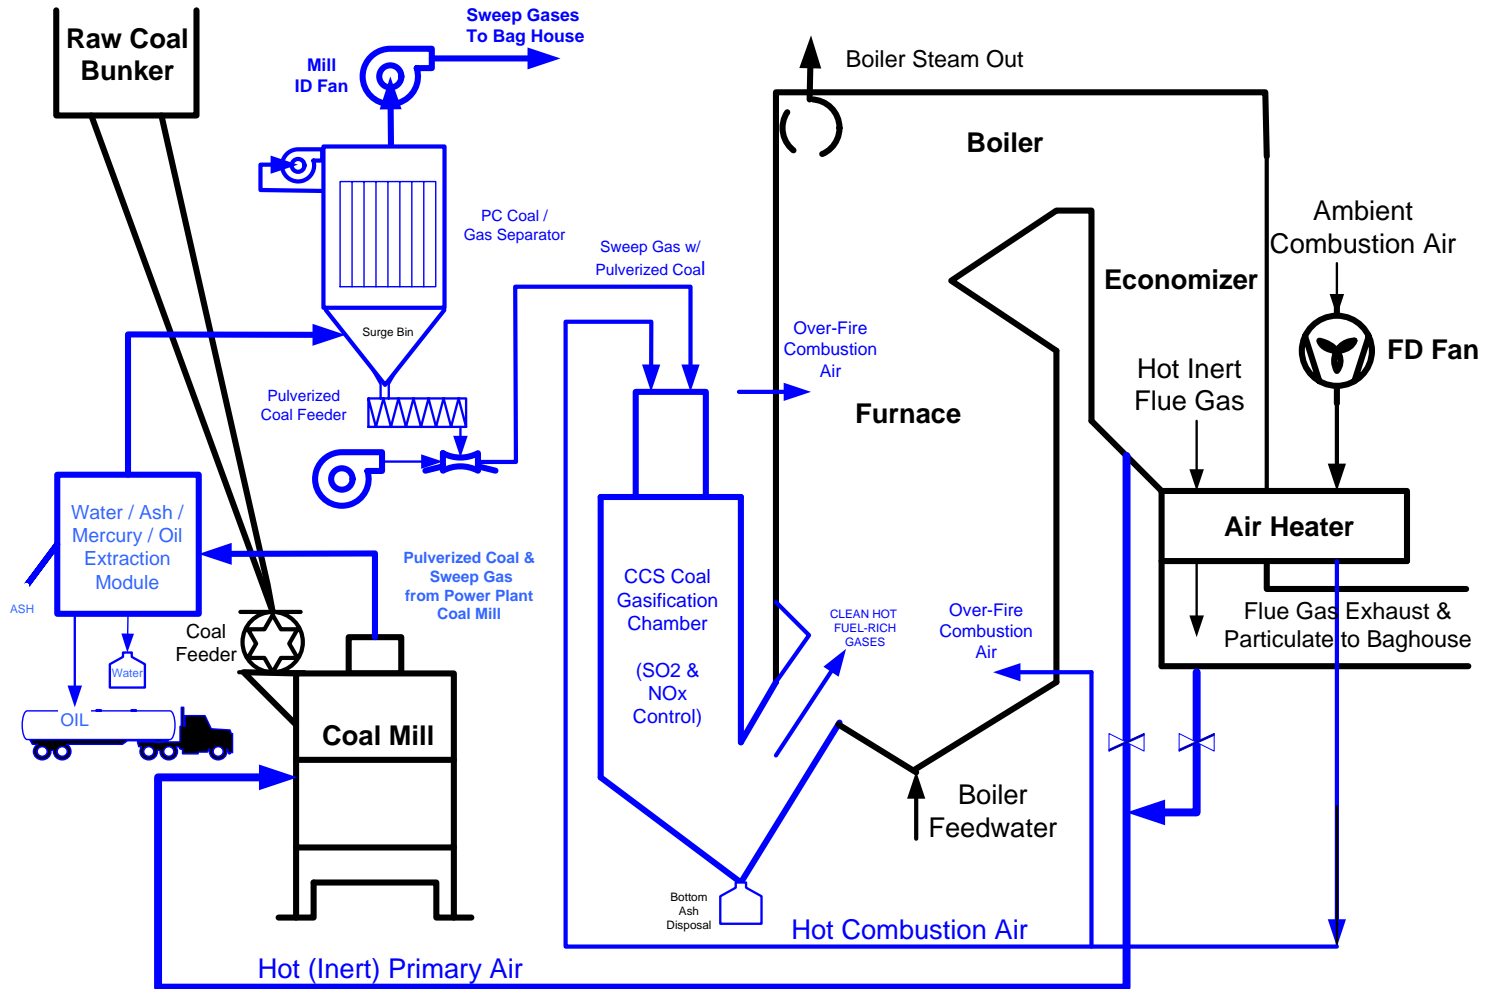 Raw Coal
Bunker
Sweep Gases
To Bag House
Mill
ID Fan
Boiler Steam Out
Boiler
PC Coal /
Gas Separator
Sweep Gas w/
Pulverized Coal
Ambient
Combustion Air
Economizer
Surge Bin
Over-Fire
Combustion
Air
FD Fan
Hot Inert
Flue Gas
Pulverized
Coal Feeder
Furnace
Water / Ash /
Mercury / Oil
Extraction
Module
Air Heater
Pulverized Coal &
Sweep Gas
from Power Plant
Coal Mill
CCS Coal
Gasification
Chamber
(SO2 &
NOx
Control)
ASH
Coal
Feeder
CLEAN HOT
FUEL-RICH
GASES
Over-Fire
Combustion
Air
Flue Gas Exhaust &
Particulate to Baghouse
Water
OIL
Coal Mill
Boiler
Feedwater
Bottom
Ash
Disposal
Hot Combustion Air
Hot (Inert) Primary Air